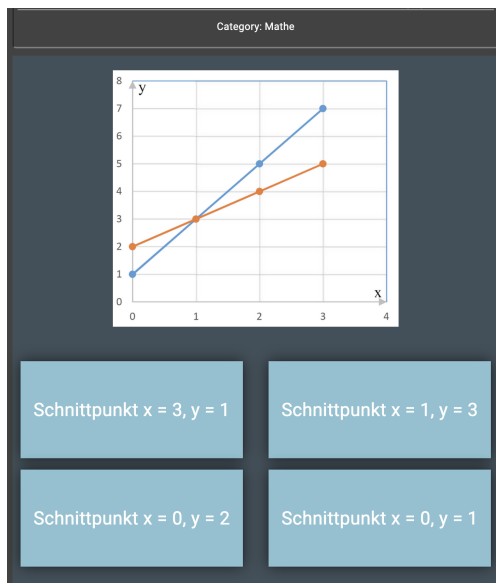 Category: Mathe
8
y
7
6
5
4
3
2
1
0
x
0 1 2 3 4
Schnittpunkt x = 3, y = 1
Schnittpunkt x = 1, y = 3
Schnittpunkt x = 0, y = 2
Schnittpunkt x = 0, y = 1